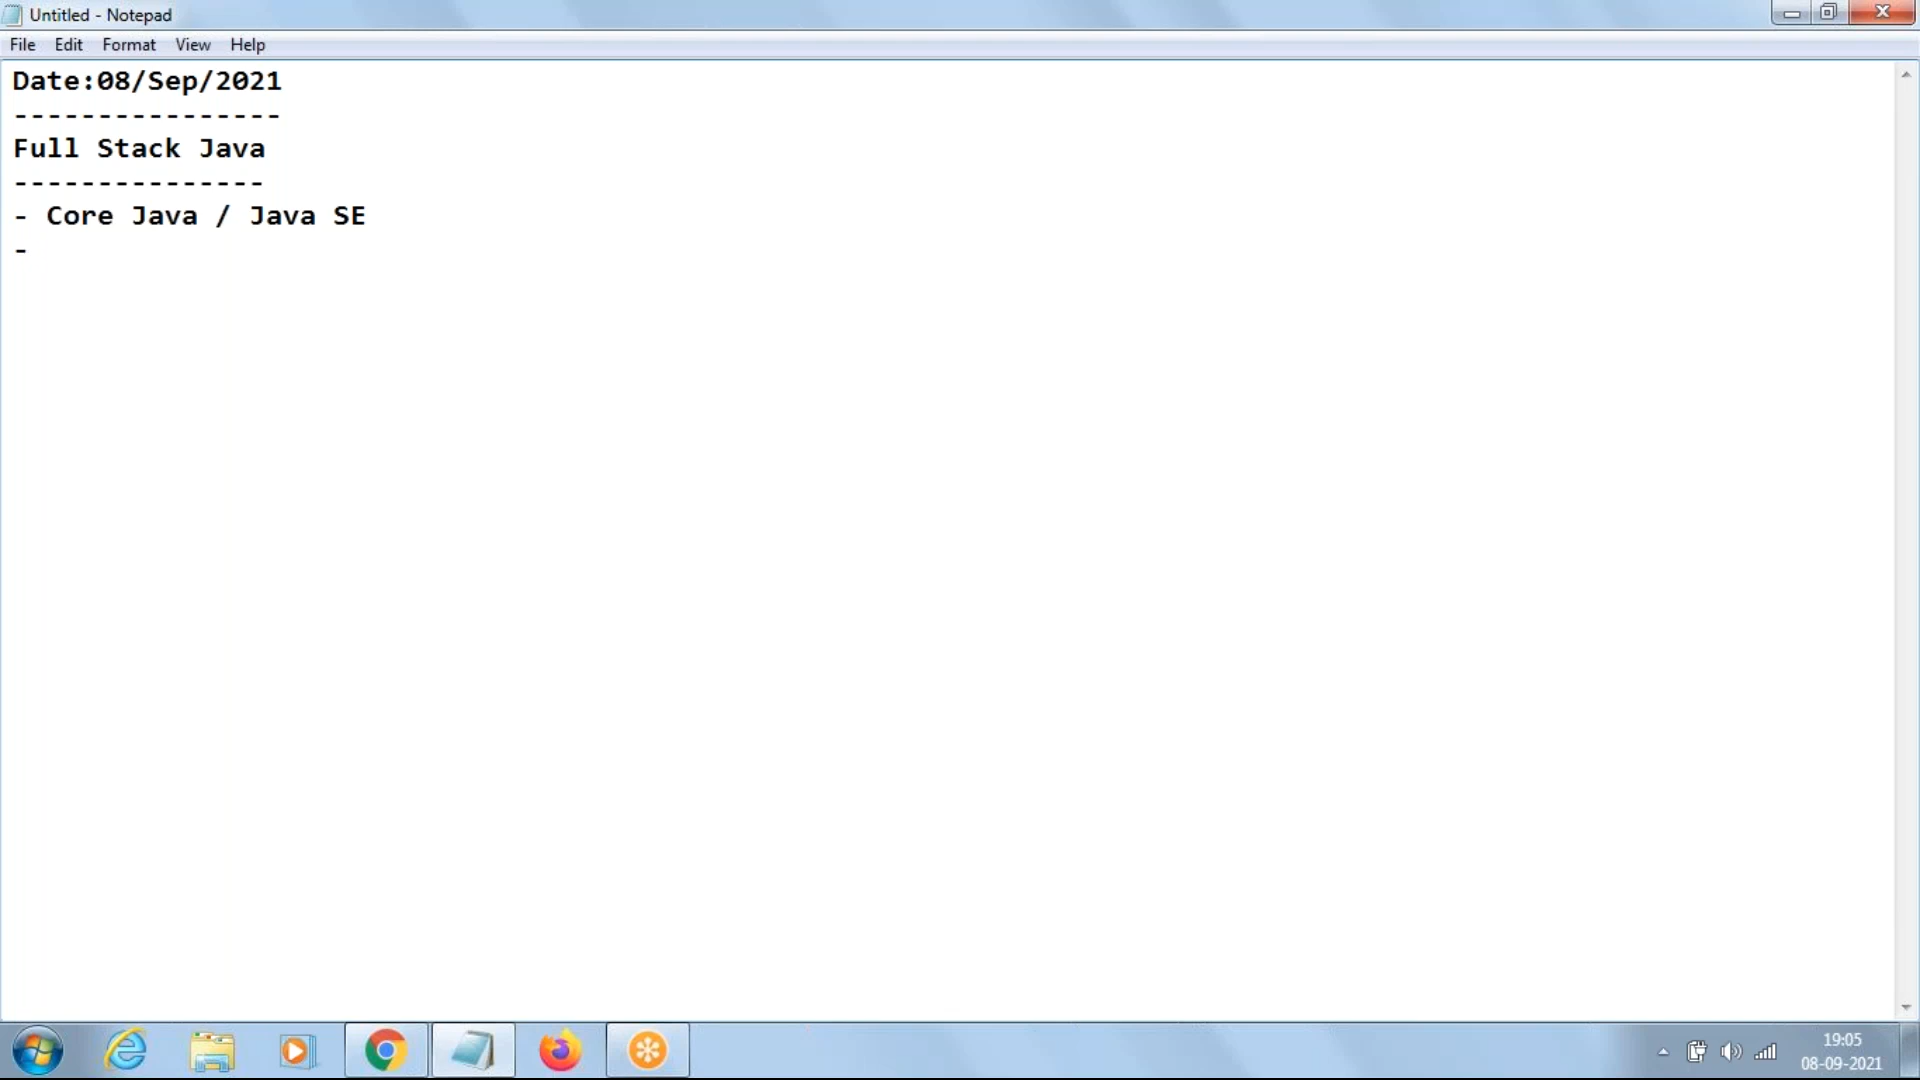 Untitled - Notepad
File Edit Format View Help
Date:08/Sep/2021
----------------
Full Stack Java
---------------
- Core Java / Java SE
-
19:05
08-09-2021